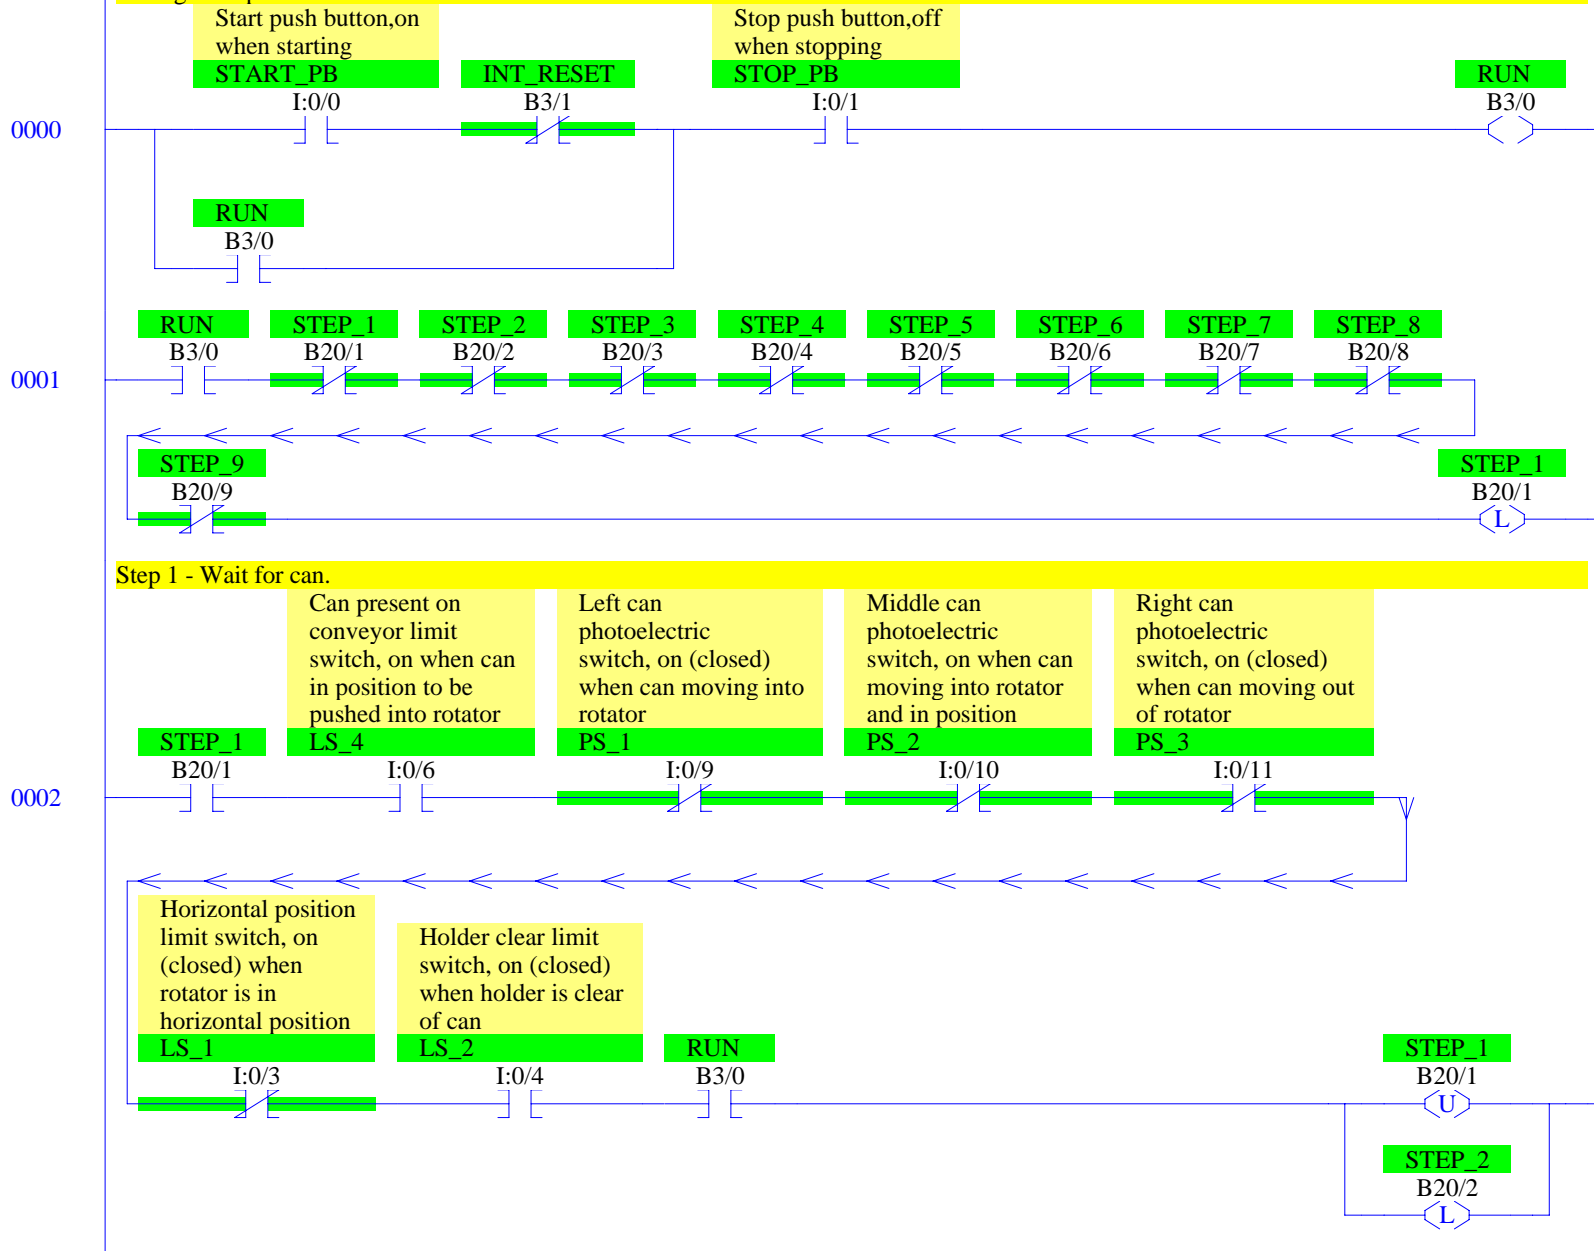 Start push button,on
when starting
START_PB
I:0/0
INT_RESET
B3/1
Stop push button,off
when stopping
STOP_PB
I:0/1
RUN
B3/0
0000
RUN
B3/0
0001
RUN
B3/0
STEP_1
B20/1
STEP_2
B20/2
STEP_3
B20/3
STEP_4
B20/4
STEP_5
B20/5
STEP_6
B20/6
STEP_7
B20/7
STEP_8
B20/8
STEP_9
B20/9
STEP_1
B20/1
L
Step 1 - Wait for can.
0002
STEP_1
B20/1
Can present on
conveyor limit
switch, on when can
in position to be
pushed into rotator
LS_4
I:0/6
Left can
photoelectric
switch, on (closed)
when can moving into
rotator
PS_1
I:0/9
Middle can
photoelectric
switch, on when can
moving into rotator
and in position
PS_2
I:0/10
Right can
photoelectric
switch, on (closed)
when can moving out
of rotator
PS_3
I:0/11
Horizontal position
limit switch, on
(closed) when
rotator is in
horizontal position
LS_1
I:0/3
Holder clear limit
switch, on (closed)
when holder is clear
of can
LS_2
I:0/4
RUN
B3/0
STEP_1
B20/1
U
STEP_2
B20/2
L